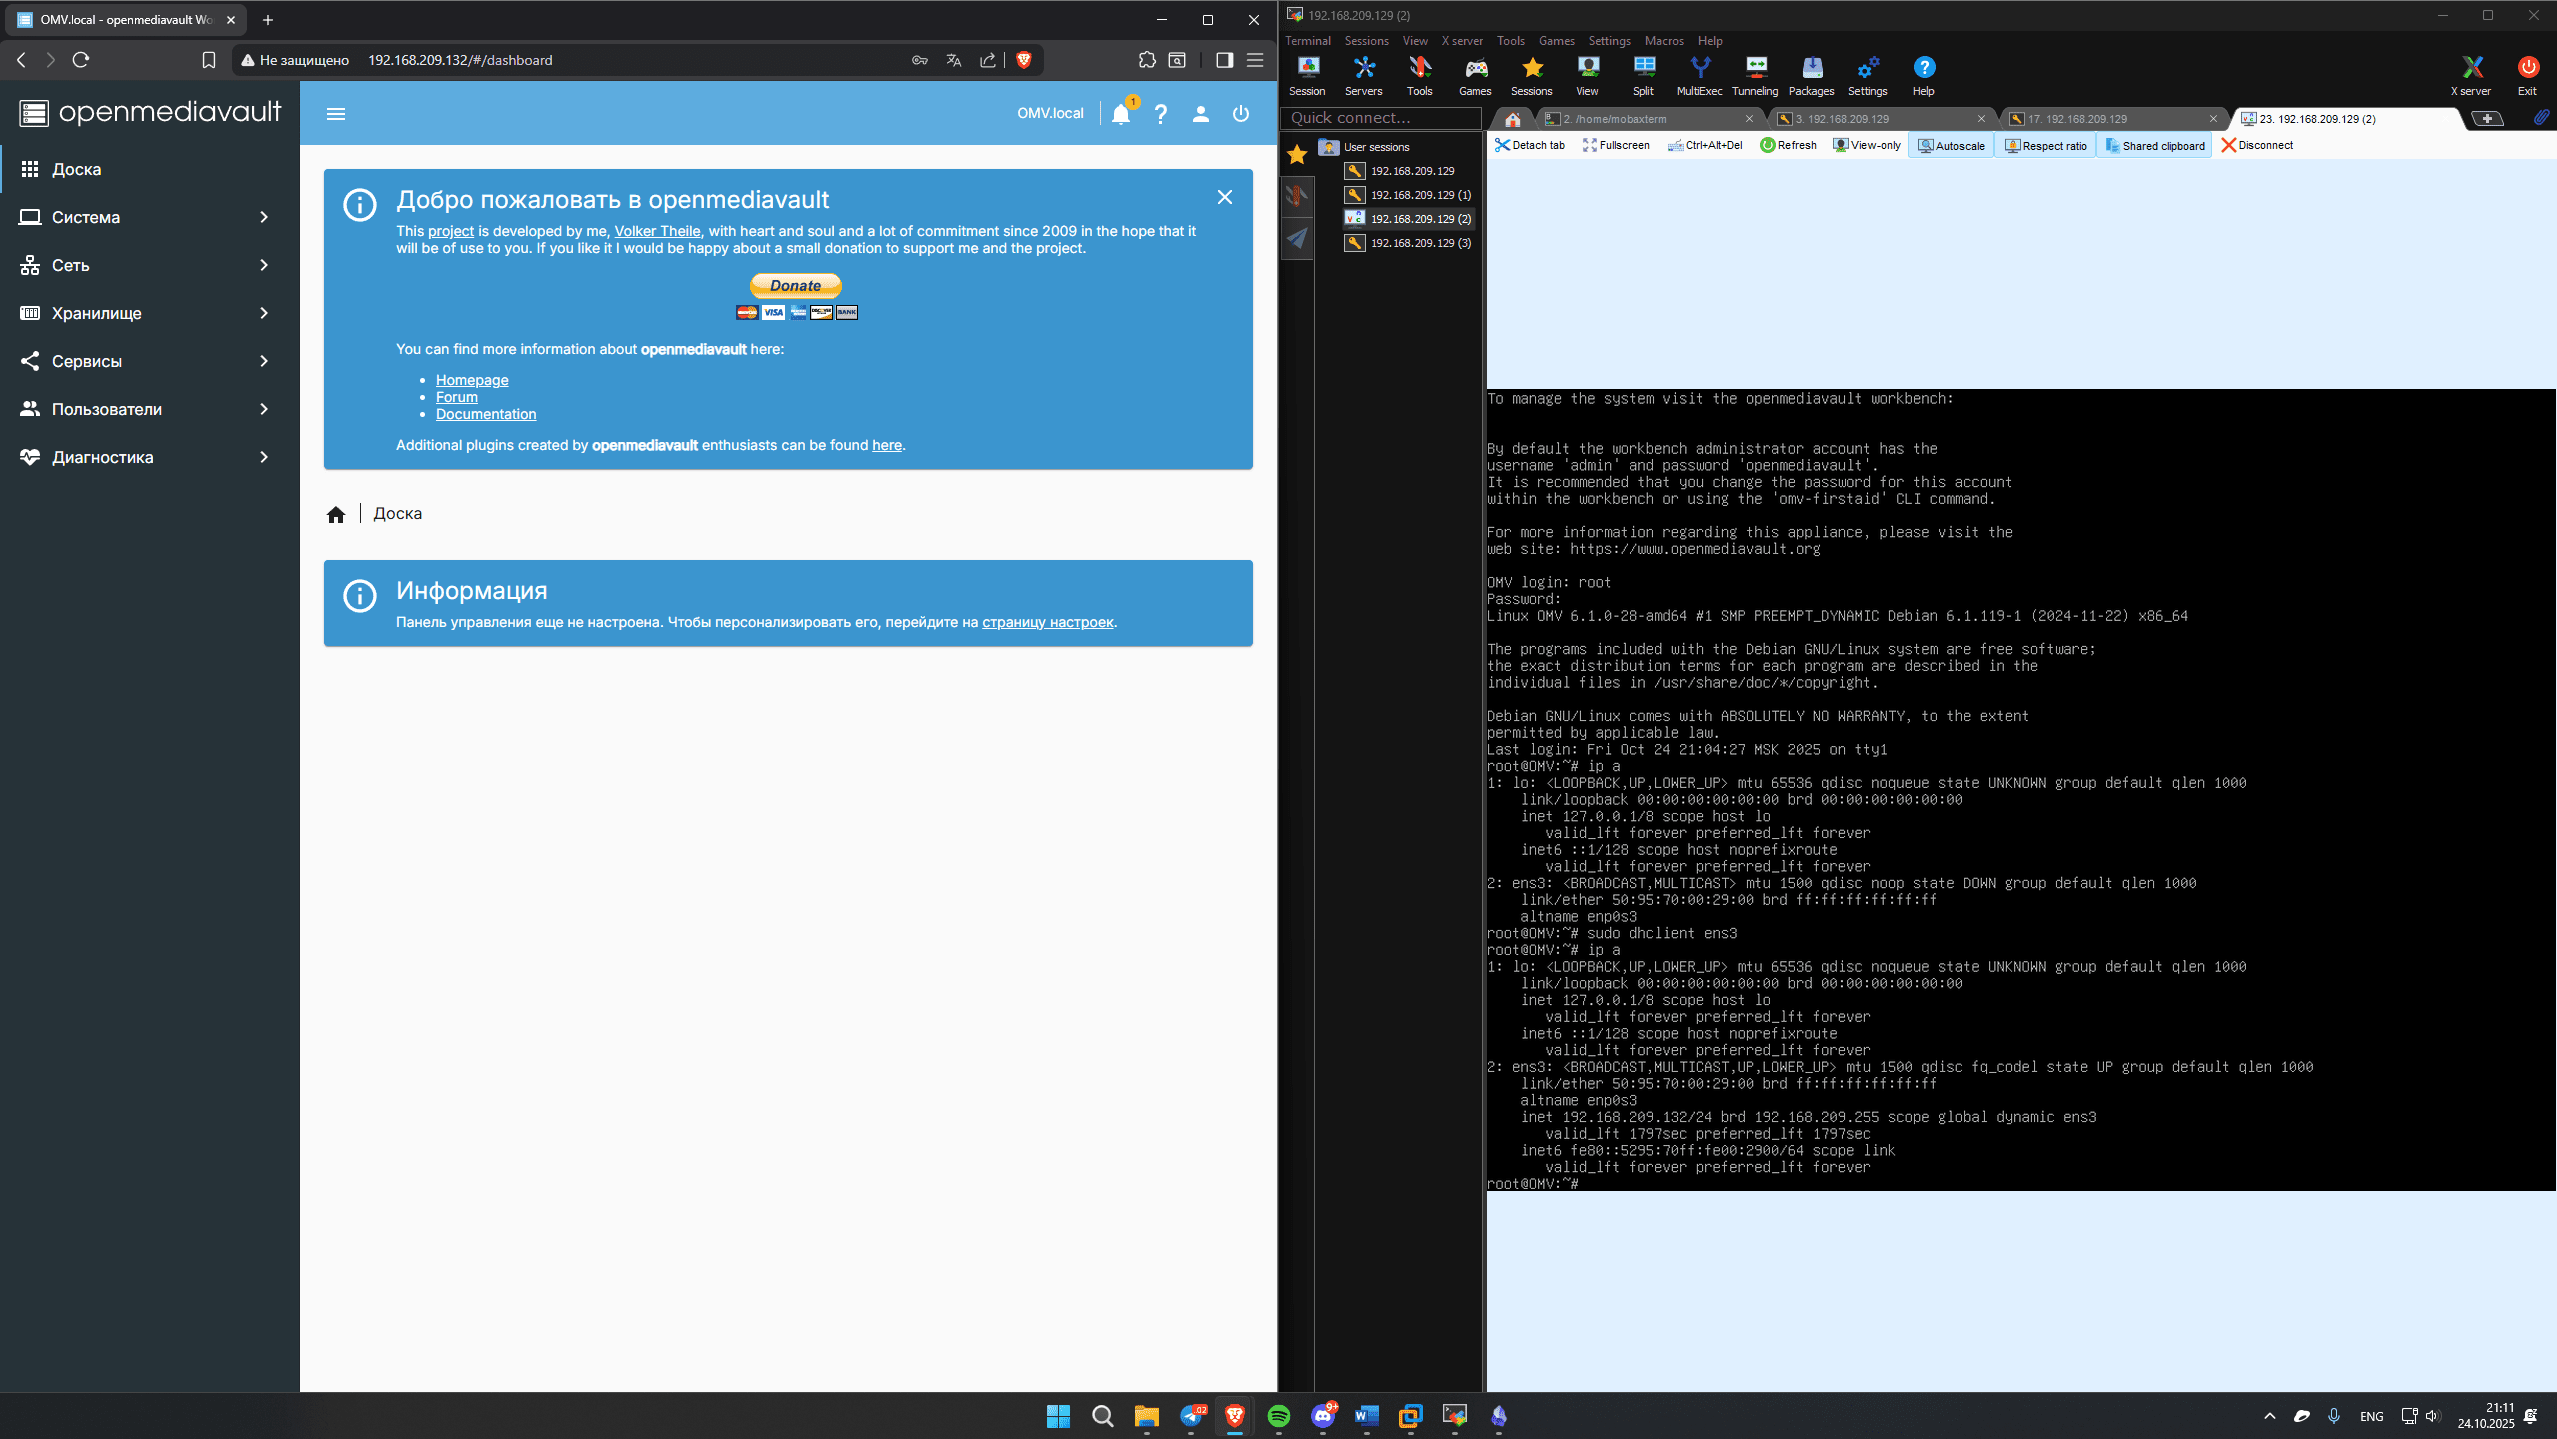 OMV.local - openmediavault Wo
Не защищено
192.168.209.132/#/dashboard
openmediavault
Доска
Система
Сеть
Хранилище
Сервисы
Пользователи
Диагностика
OMV.local
1
Добро пожаловать в openmediavault
This project is developed by me, Volker Theile, with heart and soul and a lot of commitment since 2009 in the hope that it
will be of use to you. If you like it I would be happy about a small donation to support me and the project.
Donate
VISA
BANK
You can find more information about openmediavault here:
Homepage
Forum
Documentation
Additional plugins created by openmediavault enthusiasts can be found here.
Доска
Информация
Панель управления еще не настроена. Чтобы персонализировать его, перейдите на страницу настроек.
192.168.209.129 (2)
Terminal Sessions View X server Tools Games Settings Macros Help
Session Servers Tools Games Sessions View Split MultiExec Tunneling Packages Settings Help X server Exit
Quick connect...
2. /home/mobaxterm
3. 192.168.209.129
17. 192.168.209.129
23. 192.168.209.129 (2)
Detach tab Fullscreen Ctrl+Alt+Del Refresh View-only Autoscale Respect ratio Shared clipboard Disconnect
User sessions
192.168.209.129
192.168.209.129 (1)
192.168.209.129 (2)
192.168.209.129 (3)
To manage the system visit the openmediavault workbench:
By default the workbench administrator account has the
username 'admin' and password 'openmediavault'.
It is recommended that you change the password for this account
within the workbench or using the 'omv-firstaid' CLI command.
For more information regarding this appliance, please visit the
web site: https://www.openmediavault.org
OMV login: root
Password:
Linux OMV 6.1.0-28-amd64 #1 SMP PREEMPT_DYNAMIC Debian 6.1.119-1 (2024-11-22) x86_64
The programs included with the Debian GNU/Linux system are free software;
the exact distribution terms for each program are described in the
individual files in /usr/share/doc/*/copyright.
Debian GNU/Linux comes with ABSOLUTELY NO WARRANTY, to the extent
permitted by applicable law.
Last login: Fri Oct 24 21:04:27 MSK 2025 on tty1
root@OMV:~# ip a
1: lo: <LOOPBACK,UP,LOWER_UP> mtu 65536 qdisc noqueue state UNKNOWN group default qlen 1000
link/loopback 00:00:00:00:00:00 brd 00:00:00:00:00:00
inet 127.0.0.1/8 scope host lo
valid_lft forever preferred_lft forever
inet6 ::1/128 scope host noprefixroute
valid_lft forever preferred_lft forever
2: ens3: <BROADCAST,MULTICAST> mtu 1500 qdisc noop state DOWN group default qlen 1000
link/ether 50:95:70:00:29:00 brd ff:ff:ff:ff:ff:ff
altname enp0s3
root@OMV:~# sudo dhclient ens3
root@OMV:~# ip a
1: lo: <LOOPBACK,UP,LOWER_UP> mtu 65536 qdisc noqueue state UNKNOWN group default qlen 1000
link/loopback 00:00:00:00:00:00 brd 00:00:00:00:00:00
inet 127.0.0.1/8 scope host lo
valid_lft forever preferred_lft forever
inet6 ::1/128 scope host noprefixroute
valid_lft forever preferred_lft forever
2: ens3: <BROADCAST,MULTICAST,UP,LOWER_UP> mtu 1500 qdisc fq_codel state UP group default qlen 1000
link/ether 50:95:70:00:29:00 brd ff:ff:ff:ff:ff:ff
altname enp0s3
inet 192.168.209.132/24 brd 192.168.209.255 scope global dynamic ens3
valid_lft 1797sec preferred_lft 1797sec
inet6 fe80::5295:70ff:fe00:2900/64 scope link
valid_lft forever preferred_lft forever
root@OMV:~#
9+
ENG
21:11
24.10.2025